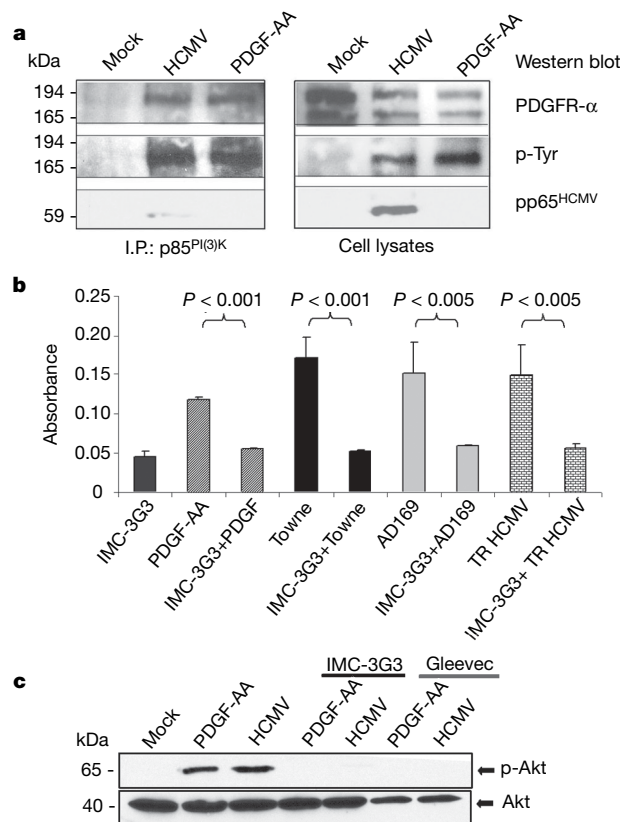 a
kDa
Mock HCMV PDGF-AA Mock HCMV PDGF-AA Western blot
194 -
165 -
PDGFR-α
194 -
165 -
p-Tyr
59 -
pp65HCMV
I.P.: p85PI(3)K Cell lysates
b
Absorbance
0.25
0.20
0.15
0.10
0.05
0
P < 0.001 P < 0.001 P < 0.005 P < 0.005
IMC-3G3
PDGF-AA
IMC-3G3+PDGF
Towne
IMC-3G3+Towne
AD169
IMC-3G3+AD169
TR HCMV
IMC-3G3+ TR HCMV
c
IMC-3G3 Gleevec
kDa
Mock PDGF-AA HCMV PDGF-AA HCMV PDGF-AA HCMV
65 - p-Akt
40 - Akt